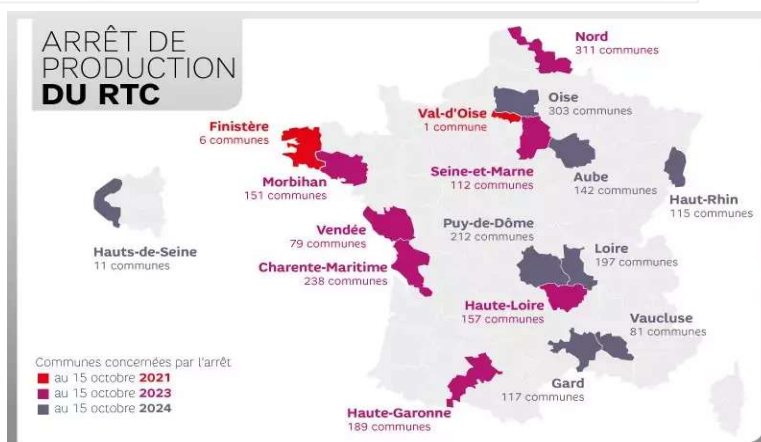 ARRÊT DE
PRODUCTION
DU RTC
Nord
311 communes
Oise
303 communes
Val-d'Oise
1 commune
Finistère
6 communes
Seine-et-Marne
112 communes
Aube
142 communes
Haut-Rhin
115 communes
Morbihan
151 communes
Hauts-de-Seine
11 communes
Vendée
79 communes
Puy-de-Dôme
212 communes
Loire
197 communes
Charente-Maritime
238 communes
Haute-Loire
157 communes
Vaucluse
81 communes
Gard
117 communes
Haute-Garonne
189 communes
Communes concernées par l'arrêt
au 15 octobre 2021
au 15 octobre 2023
au 15 octobre 2024